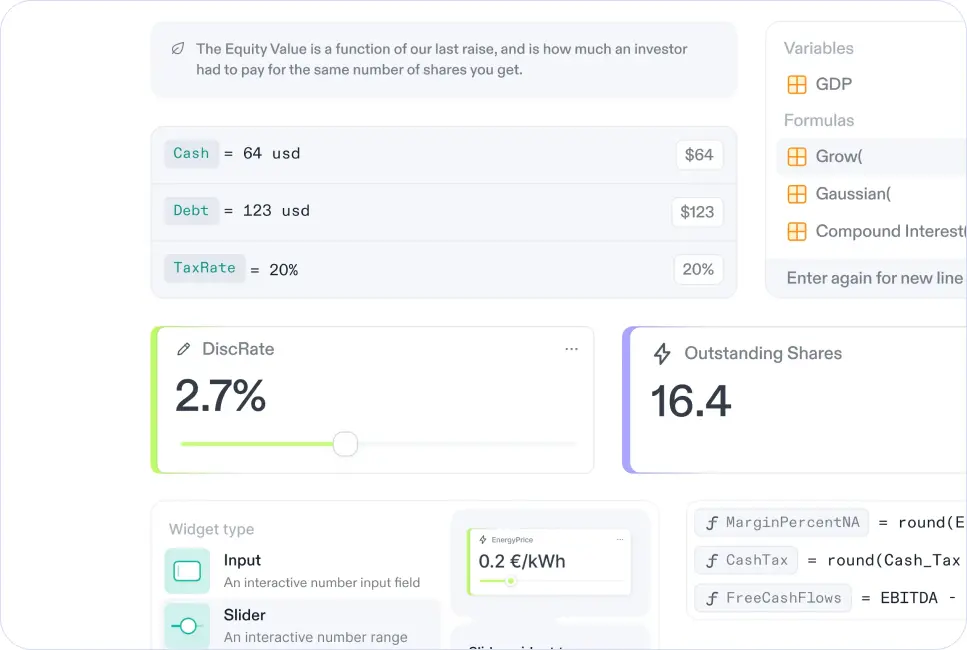 The Equity Value is a function of our last raise, and is how much an investor
had to pay for the same number of shares you get.
Cash = 64 usd
$64
Debt = 123 usd
$123
TaxRate = 20%
20%
Variables
GDP
Formulas
Grow(
Gaussian(
Compound Interest(
Enter again for new line
DiscRate
...
2.7%
Outstanding Shares
16.4
Widget type
Input
An interactive number input field
Slider
An interactive number range
EnergyPrice
...
0.2 €/kWh
ƒ MarginPercentNA = round(E
ƒ CashTax = round(Cash_Tax
ƒ FreeCashFlows = EBITDA -